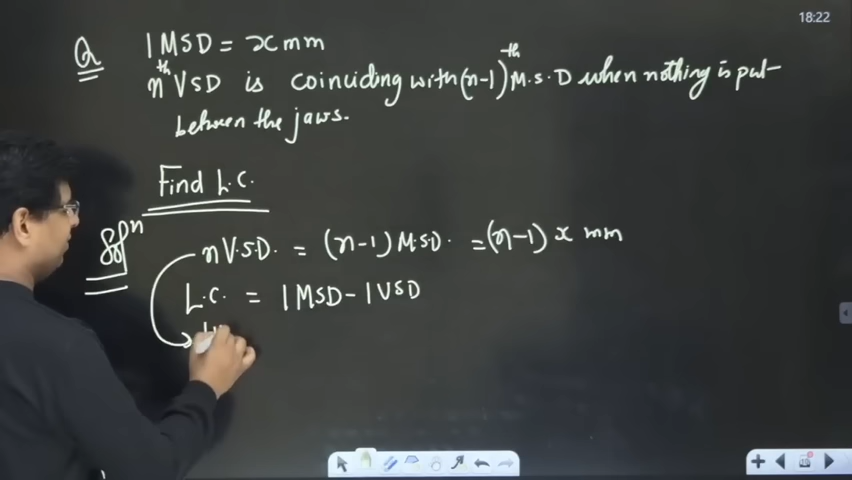 18:22
Q 1 MSD = x mm
nth VSD is coinciding with (n-1)th M.S.D when nothing is put
between the jaws.
Find L.C.
Soln
n V.S.D. = (n-1) M.S.D. = (n-1) x mm
L.C. = 1 MSD - 1 VSD
1